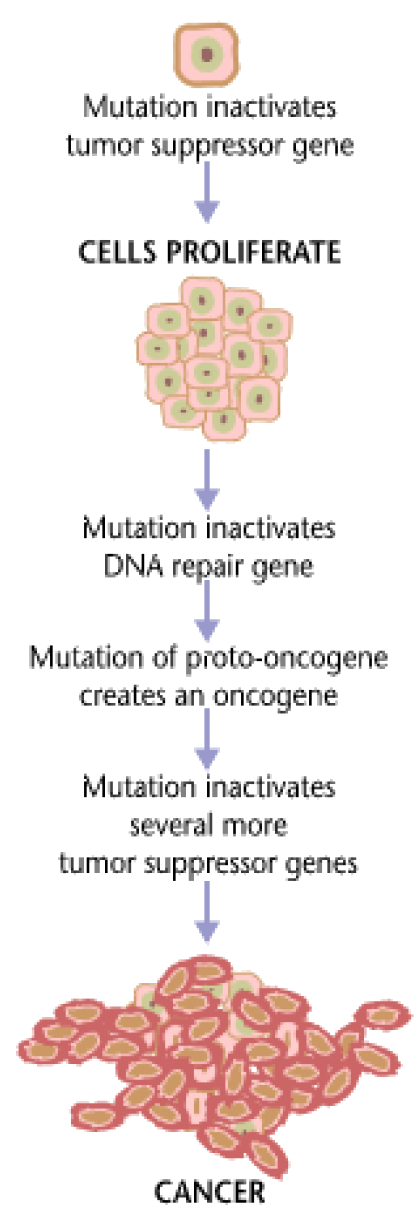 Mutation inactivates
tumor suppressor gene
CELLS PROLIFERATE
Mutation inactivates
DNA repair gene
Mutation of proto-oncogene
creates an oncogene
Mutation inactivates
several more
tumor suppressor genes
CANCER